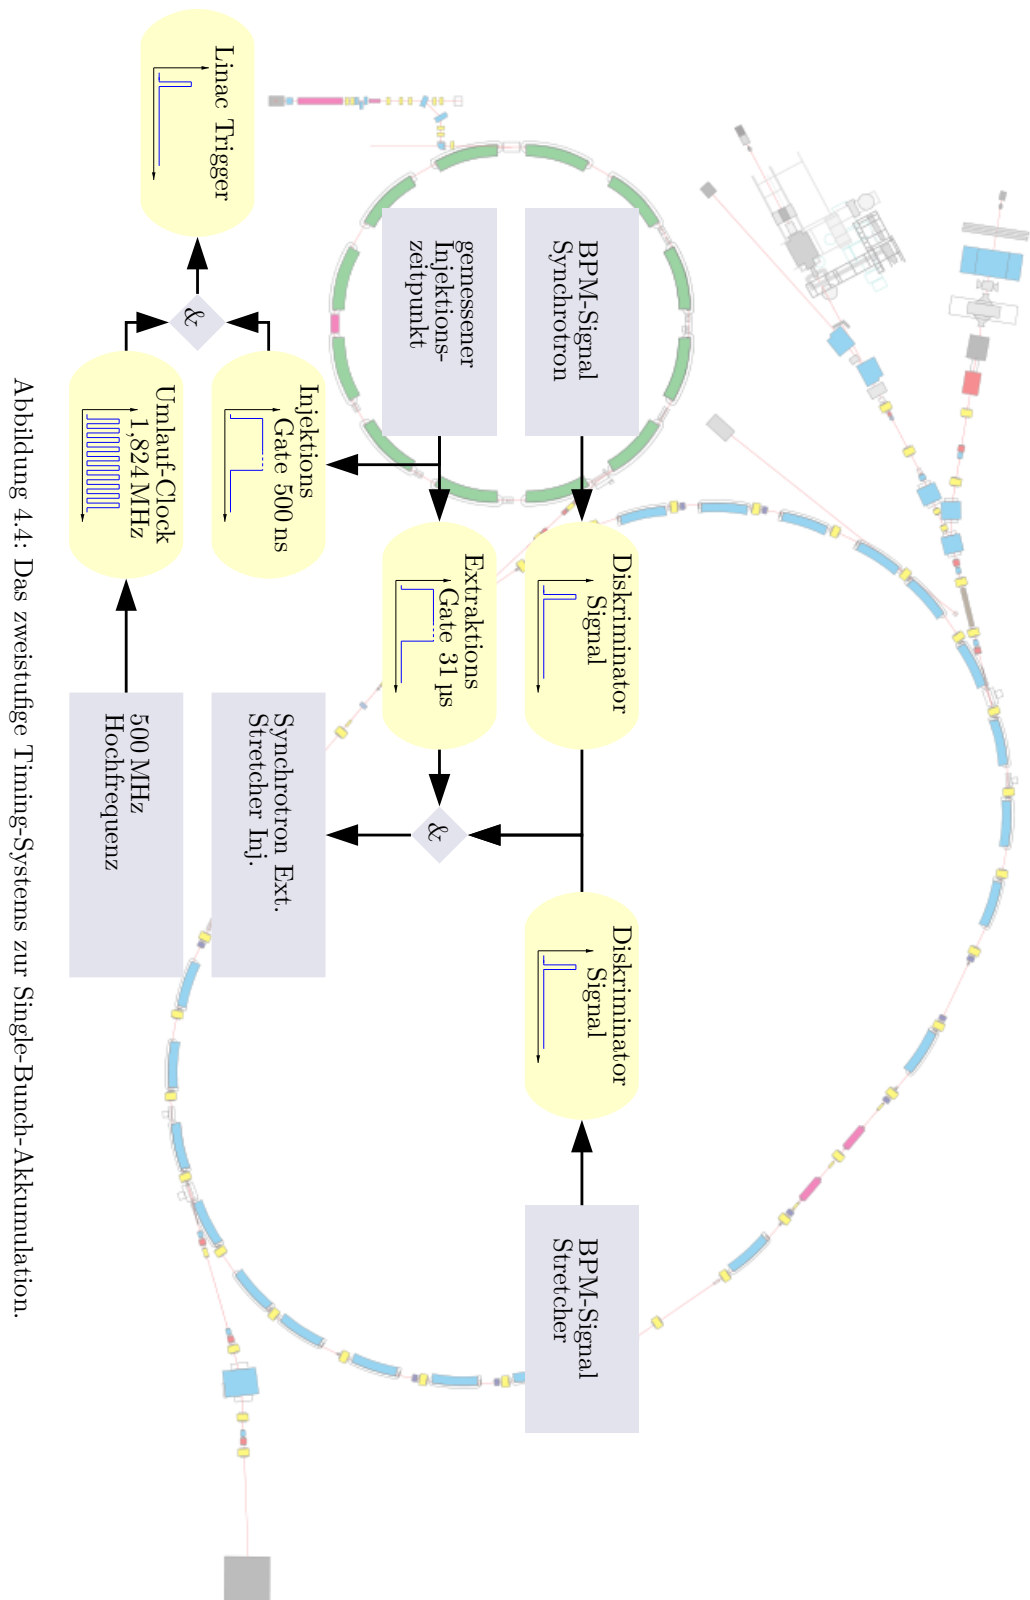 BPM-Signal
Synchrotron
Diskriminator
Signal
Diskriminator
Signal
BPM-Signal
Stretcher
gemessener
Injektions-
zeitpunkt
Extraktions
Gate 31 µs
&
Injektions
Gate 500 ns
Synchrotron Ext.
Stretcher Inj.
Linac Trigger
&
Umlauf-Clock
1,824 MHz
500 MHz
Hochfrequenz
Abbildung 4.4: Das zweistufige Timing-Systems zur Single-Bunch-Akkumulation.